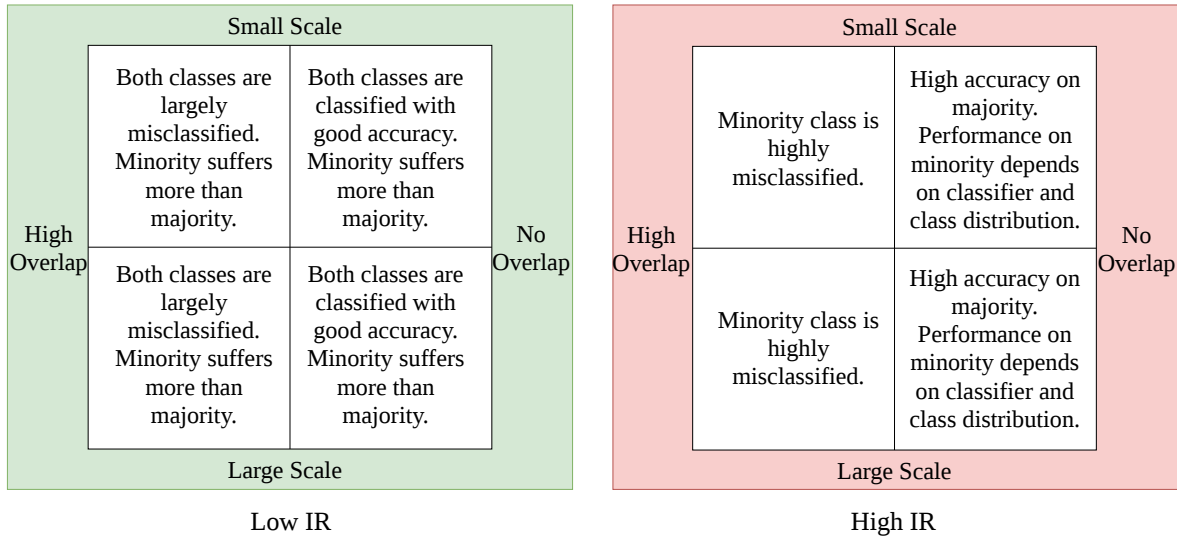 Small Scale
Both classes are
largely
misclassified.
Minority suffers
more than
majority.
Both classes are
classified with
good accuracy.
Minority suffers
more than
majority.
High
Overlap
No
Overlap
Both classes are
largely
misclassified.
Minority suffers
more than
majority.
Both classes are
classified with
good accuracy.
Minority suffers
more than
majority.
Large Scale
Low IR
Small Scale
Minority class is
highly
misclassified.
High accuracy on
majority.
Performance on
minority depends
on classifier and
class distribution.
High
Overlap
No
Overlap
Minority class is
highly
misclassified.
High accuracy on
majority.
Performance on
minority depends
on classifier and
class distribution.
Large Scale
High IR